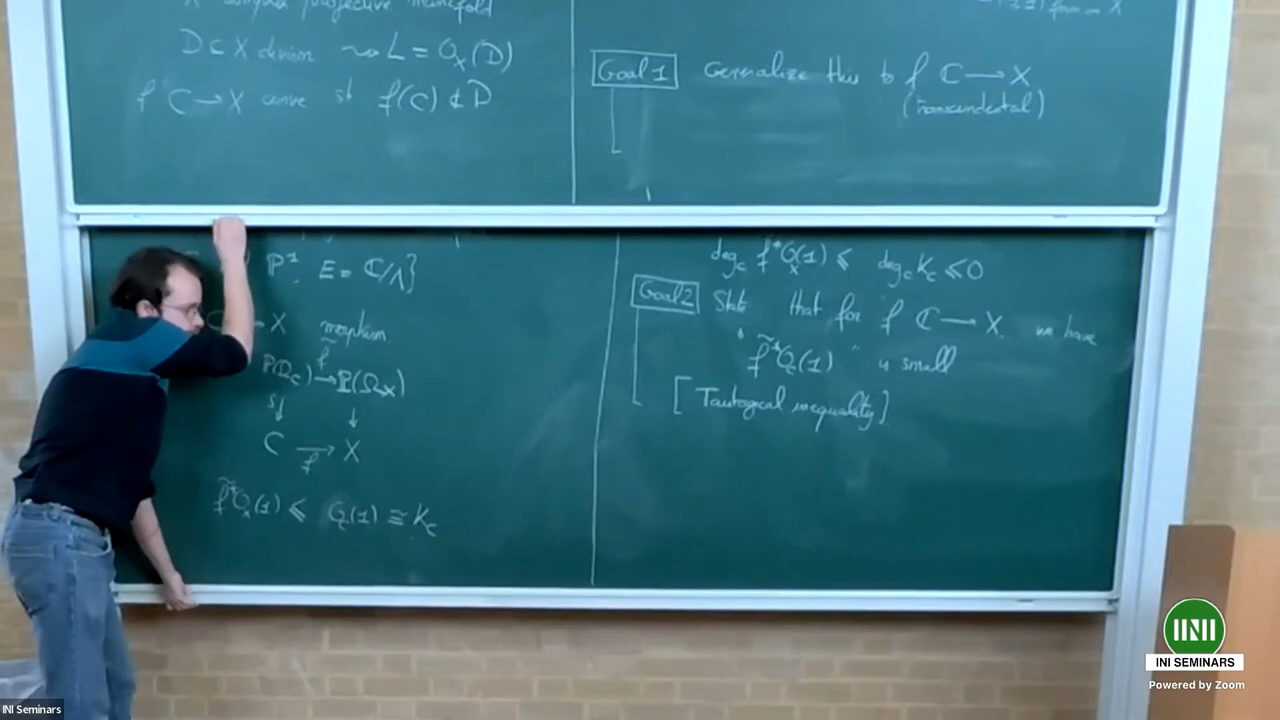 X complex projective manifold
D ⊂ X divisor ⇝ L = O_X(D)
f: C → X curve st f(C) ⊄ D
form on X
Goal 1 Generalize this to f: ℂ → X
(transcendental)
P¹, E = ℂ/Λ}
→ X morphism
P(Ω_C) → P(Ω_X)
f̃
s ↓ ↓
C → X
f
f̃*O_X(1) ≤ O_C(1) ≅ K_C
deg_C f̃*O_X(1) ≤ deg_C K_C ≤ 0
Goal 2 State that for f: ℂ → X, we have
" f̃*O(1) " is small
[Tautological inequality]
INI SEMINARS
Powered by Zoom
INI Seminars